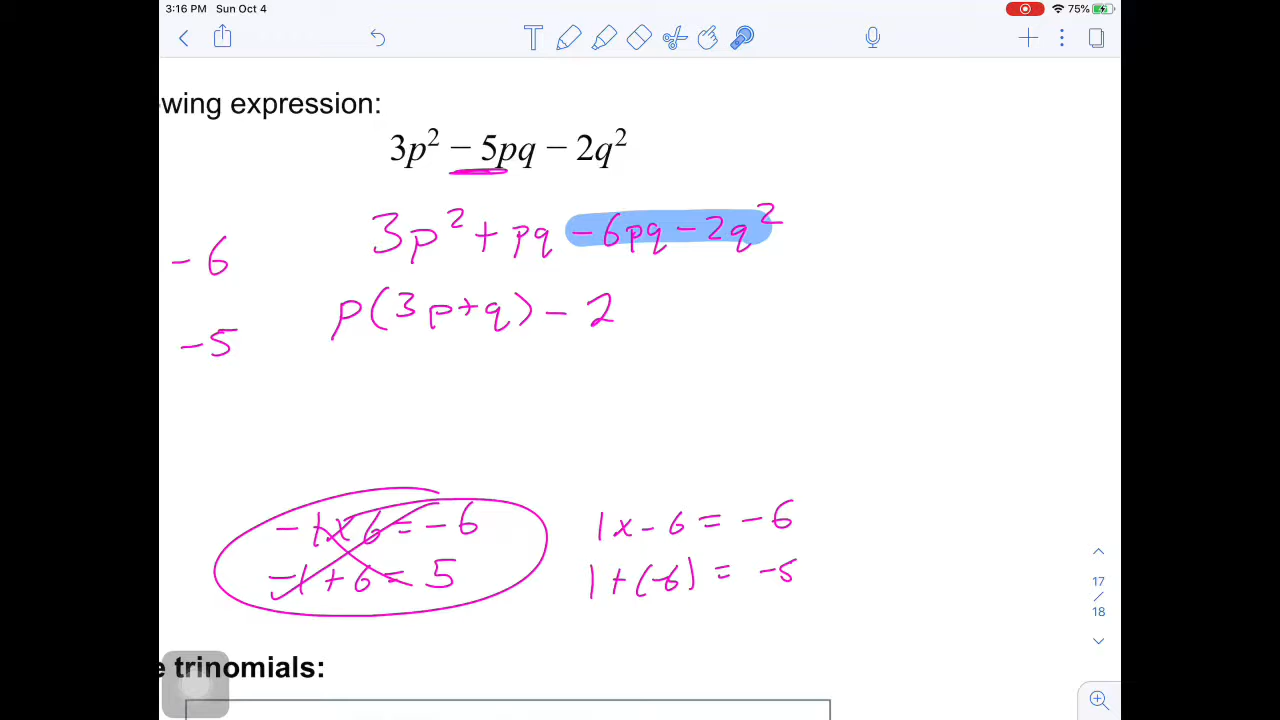 3:16 PM Sun Oct 4 75%
wing expression:
3p² − 5pq − 2q²
3p² + pq − 6pq − 2q²
− 6
p(3p+q) − 2
− 5
− 1 x 6 = − 6
1 x − 6 = − 6
− 1 + 6 = 5
1 + (−6) = −5
17
/
18
e trinomials: